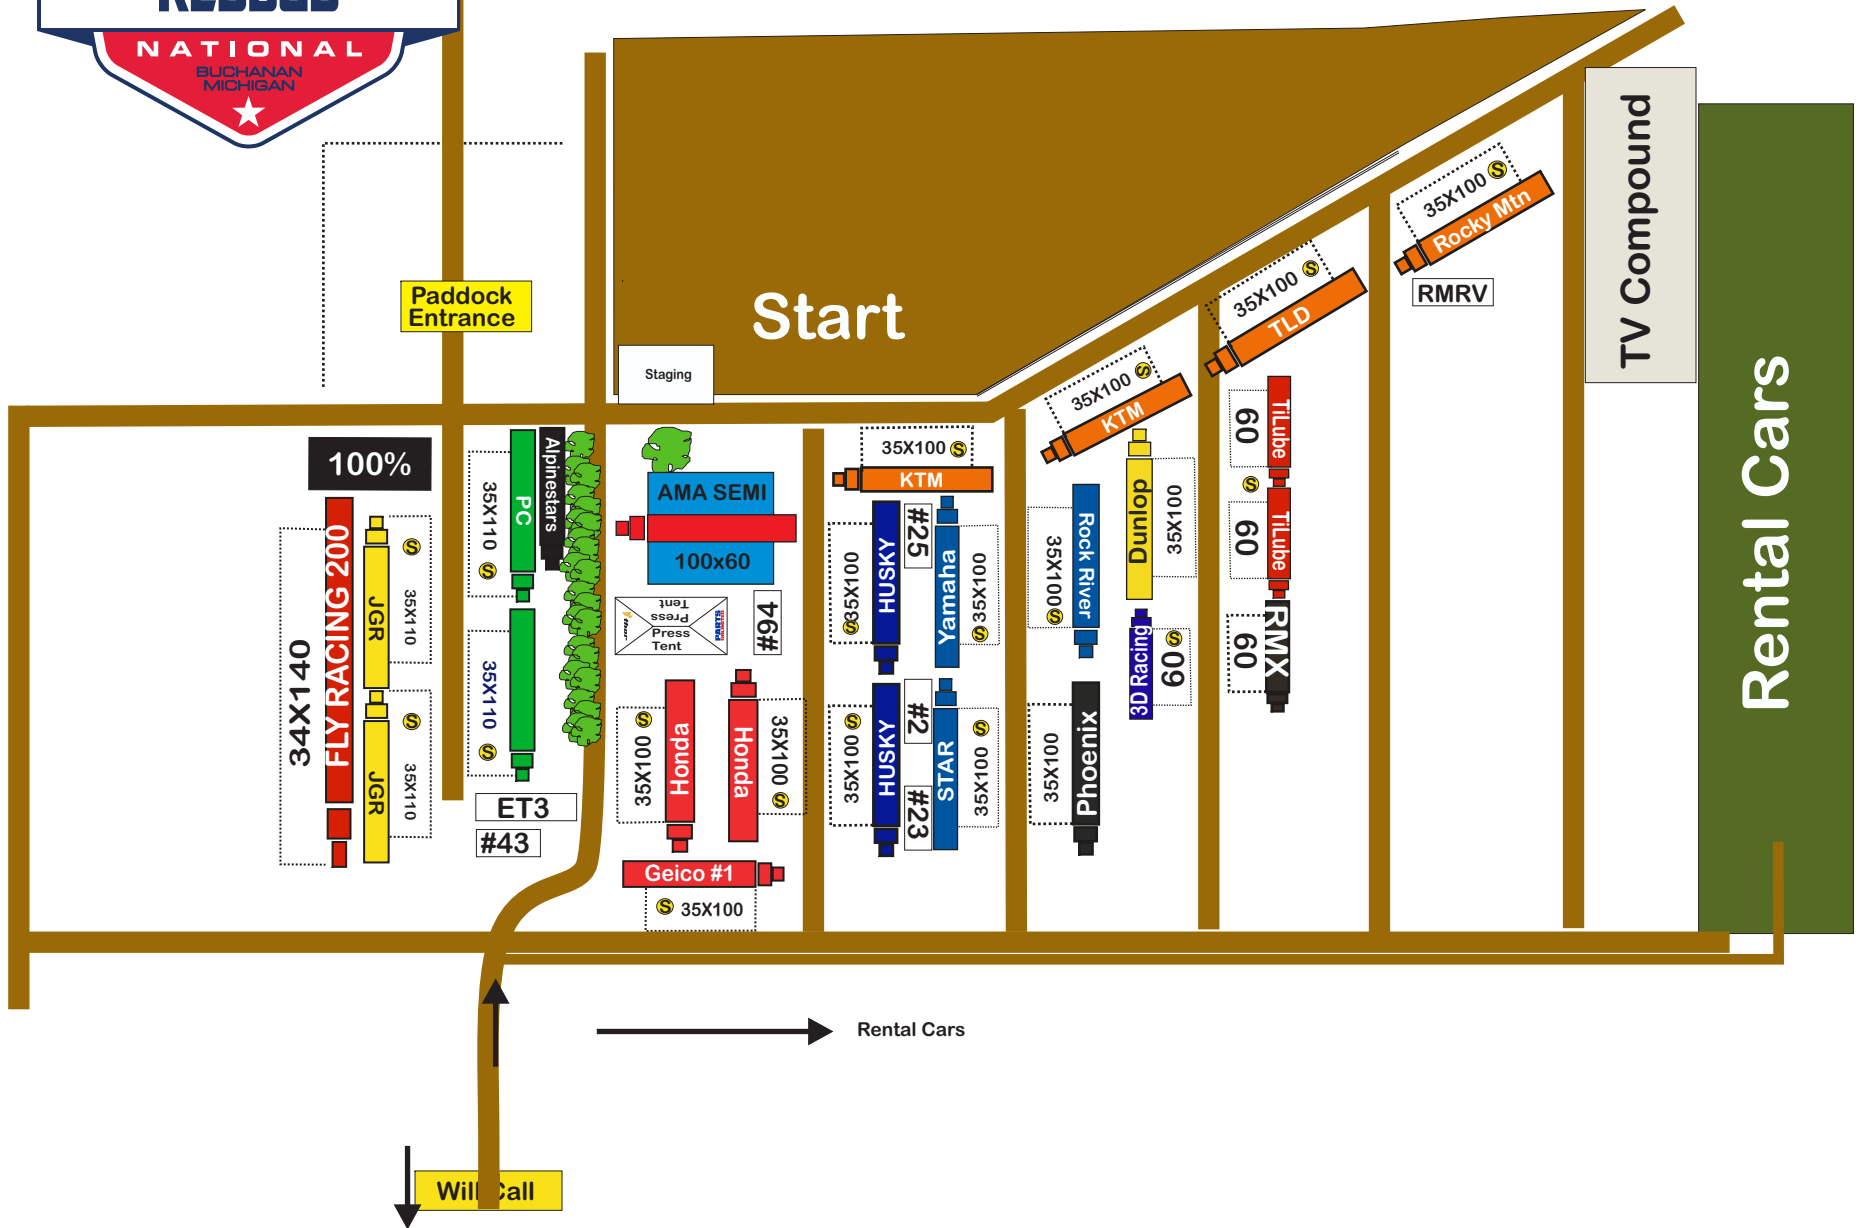 NATIONAL
BUCHANAN
MICHIGAN
Paddock
Entrance
Start
Staging
35X100 S
Rocky Mtn
RMRV
TV Compound
Rental Cars
35X100 S
TLD
35X100 S
KTM
100%
34X140
FLY RACING 200
JGR
S
35X110
JGR
S
35X110
35X110 S
PC
Alpinestars
35X110
S
ET3
#43
AMA SEMI
100x60
Press
Tent
Press
Tent
thor
PARTS
UNLIMITED
#94
S
35X100
Honda
Honda
35X100 S
Geico #1
S 35X100
35X100 S
KTM
35X100
S
HUSKY
#25
Yamaha
35X100
S
S
35X100
HUSKY
#2
#23
STAR
S
35X100
35X100
S
Rock River
35X100
Phoenix
Dunlop
35X100
3D Racing
S
60
60
TiLube
S
60
TiLube
60
RMX
Rental Cars
Will Call